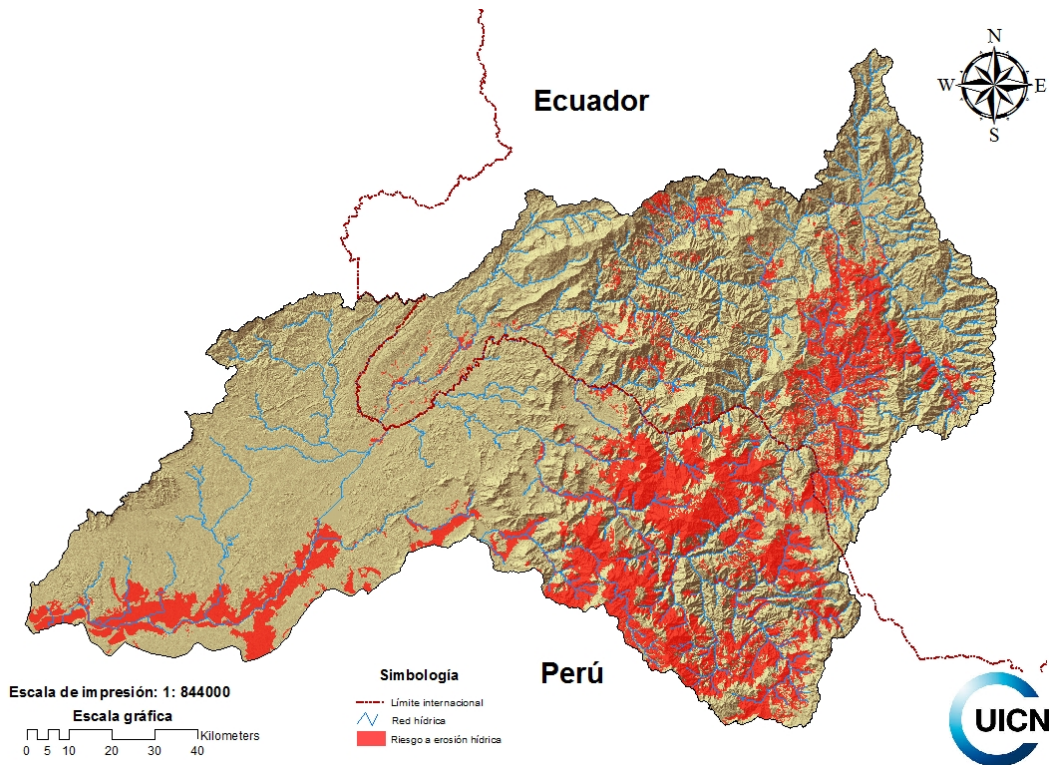 Ecuador
N
W
E
S
Perú
Escala de impresión: 1: 844000
Escala gráfica
Kilometers
0 5 10 20 30 40
Simbología
Límite internacional
Red hídrica
Riesgo a erosión hídrica
UICN